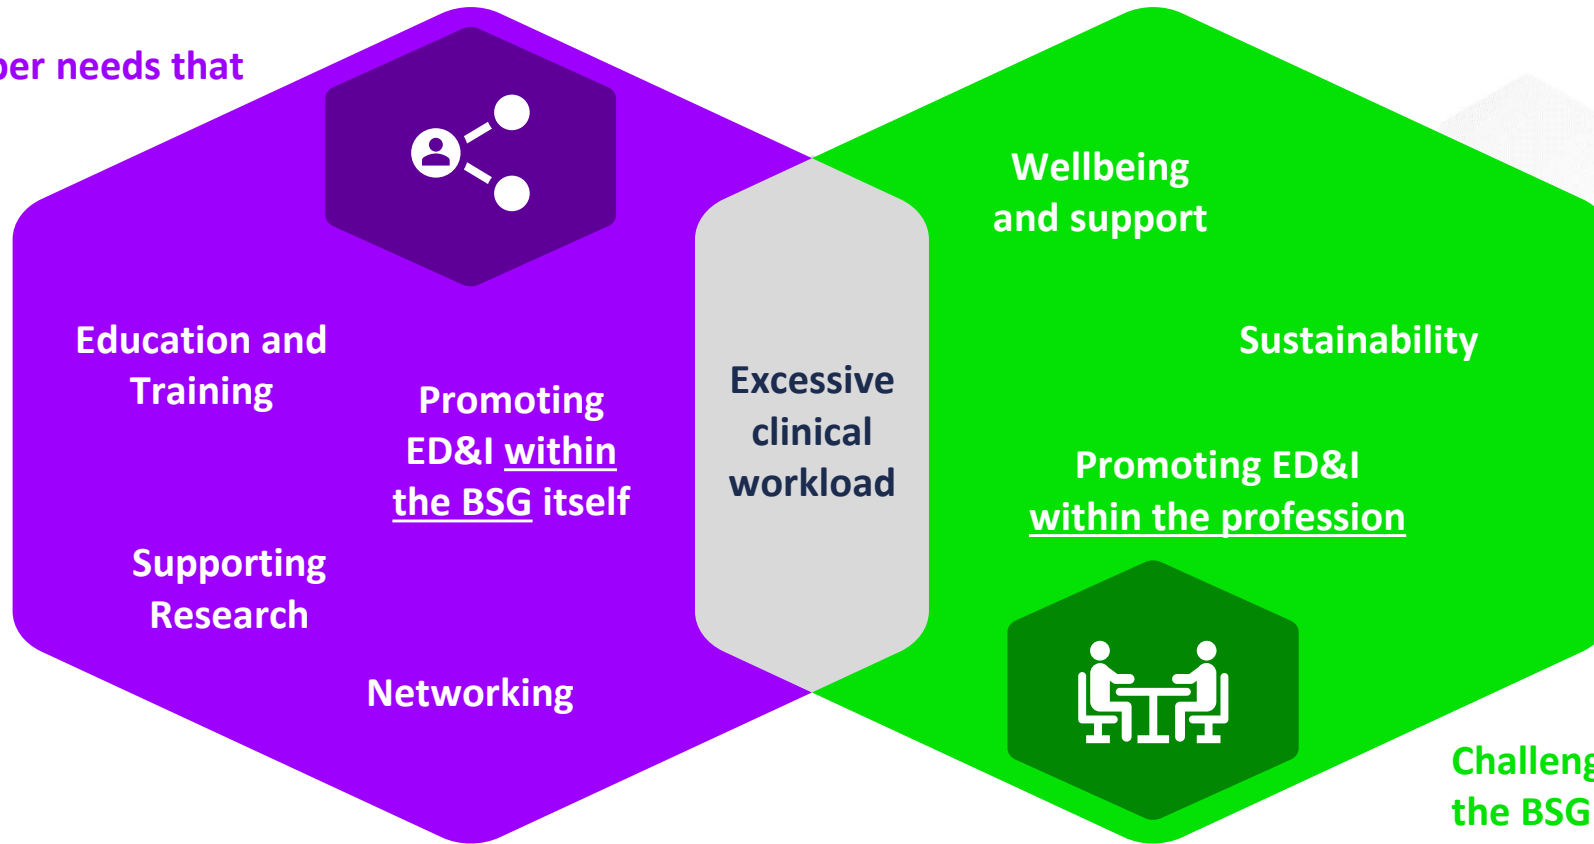 per needs that
Education and
Training
Promoting
ED&I within
the BSG itself
Supporting
Research
Networking
Excessive
clinical
workload
Wellbeing
and support
Sustainability
Promoting ED&I
within the profession
Challeng
the BSG